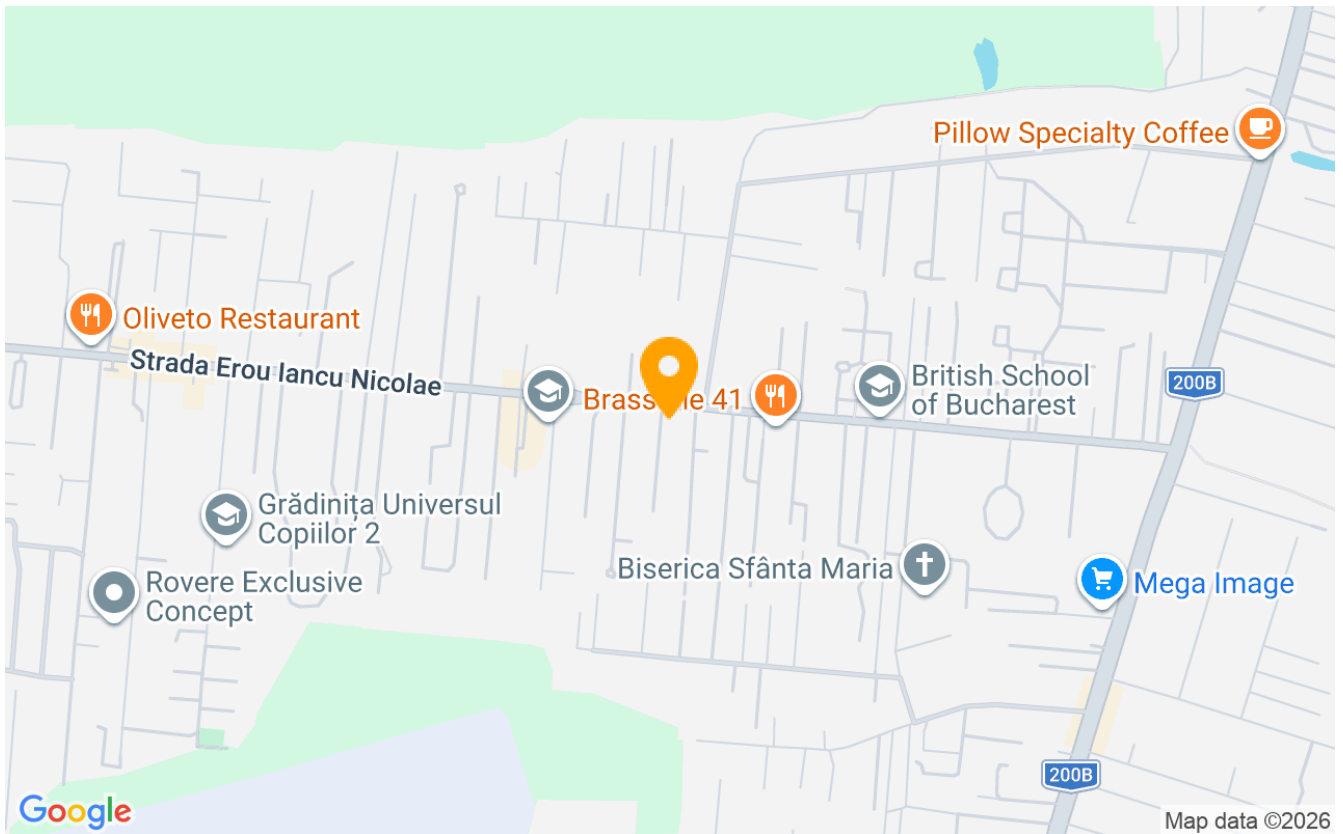 Pillow Specialty Coffee
Oliveto Restaurant
Strada Erou Iancu Nicolae
British School
of Bucharest
200B
41
Grădinița Universul
Copiilor 2
Biserica Sfânta Maria
Rovere Exclusive
Concept
Mega Image
200B
Google
Map data ©2026